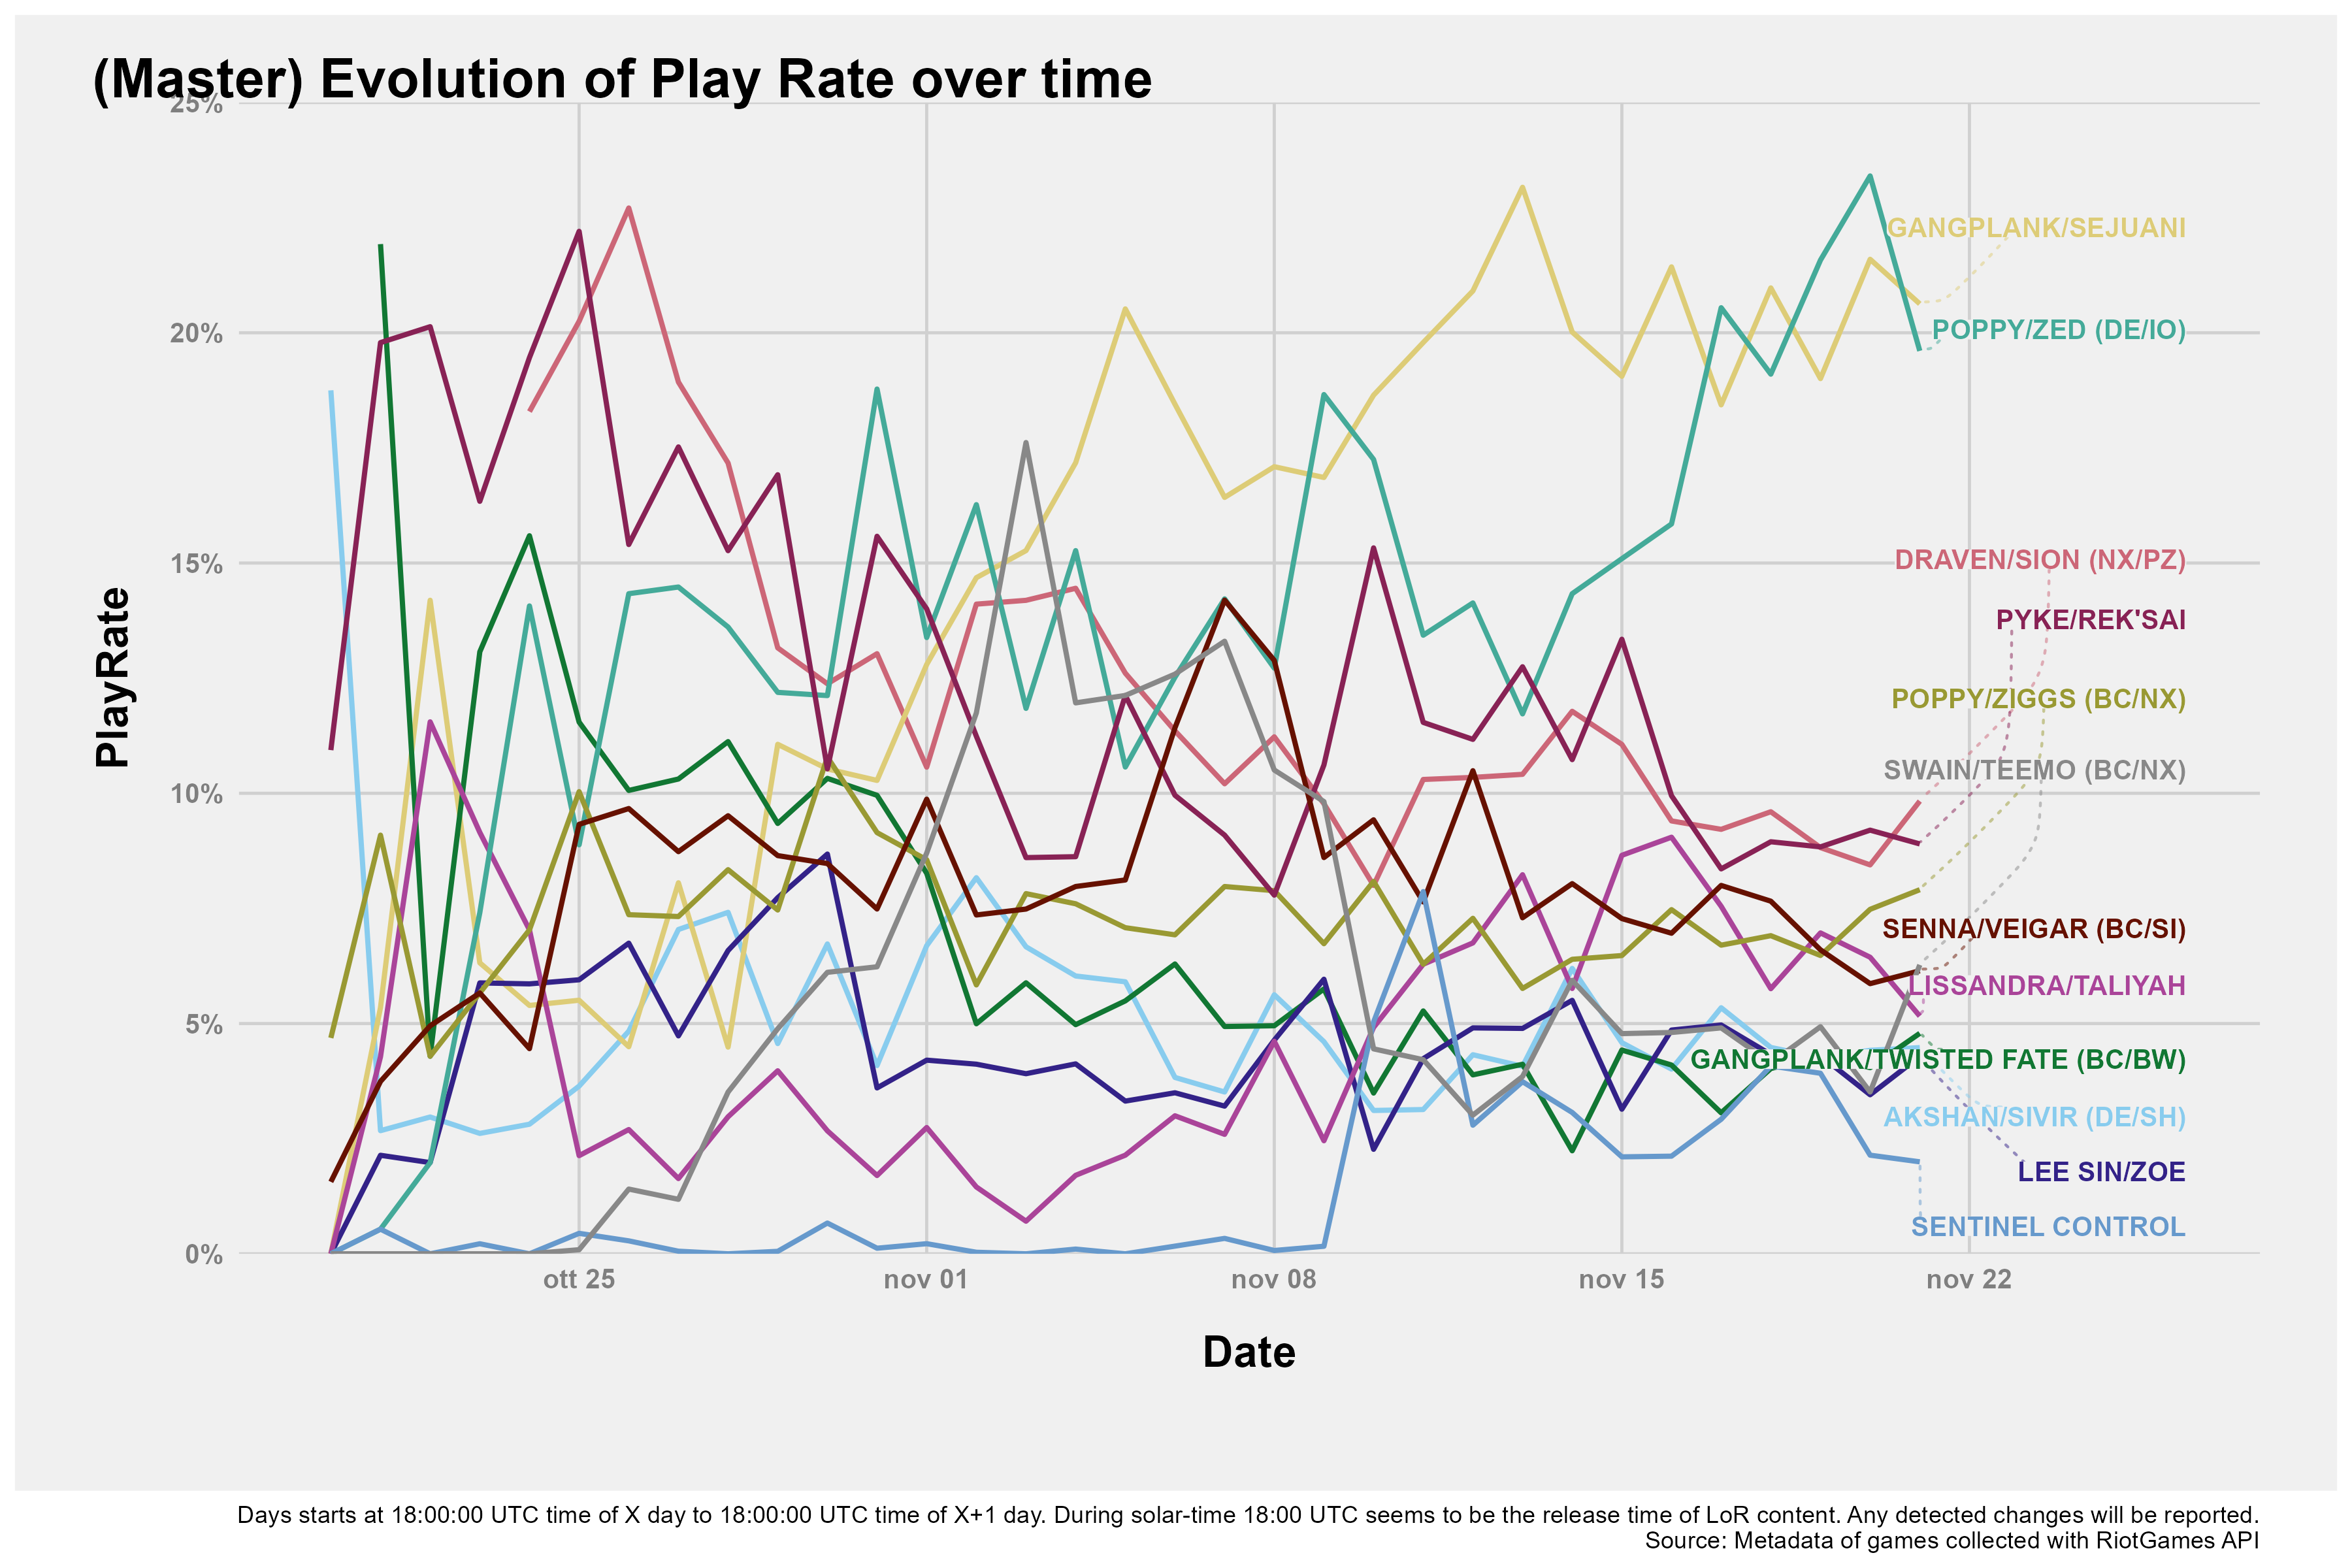 (Master) Evolution of Play Rate over time
25%
GANGPLANK/SEJUANI
20%
POPPY/ZED (DE/IO)
15%
DRAVEN/SION (NX/PZ)
PYKE/REK'SAI
PlayRate
POPPY/ZIGGS (BC/NX)
SWAIN/TEEMO (BC/NX)
10%
SENNA/VEIGAR (BC/SI)
LISSANDRA/TALIYAH
5%
GANGPLANK/TWISTED FATE (BC/BW)
AKSHAN/SIVIR (DE/SH)
LEE SIN/ZOE
SENTINEL CONTROL
0%
ott 25 nov 01 nov 08 nov 15 nov 22
Date
Days starts at 18:00:00 UTC time of X day to 18:00:00 UTC time of X+1 day. During solar-time 18:00 UTC seems to be the release time of LoR content. Any detected changes will be reported.
Source: Metadata of games collected with RiotGames API